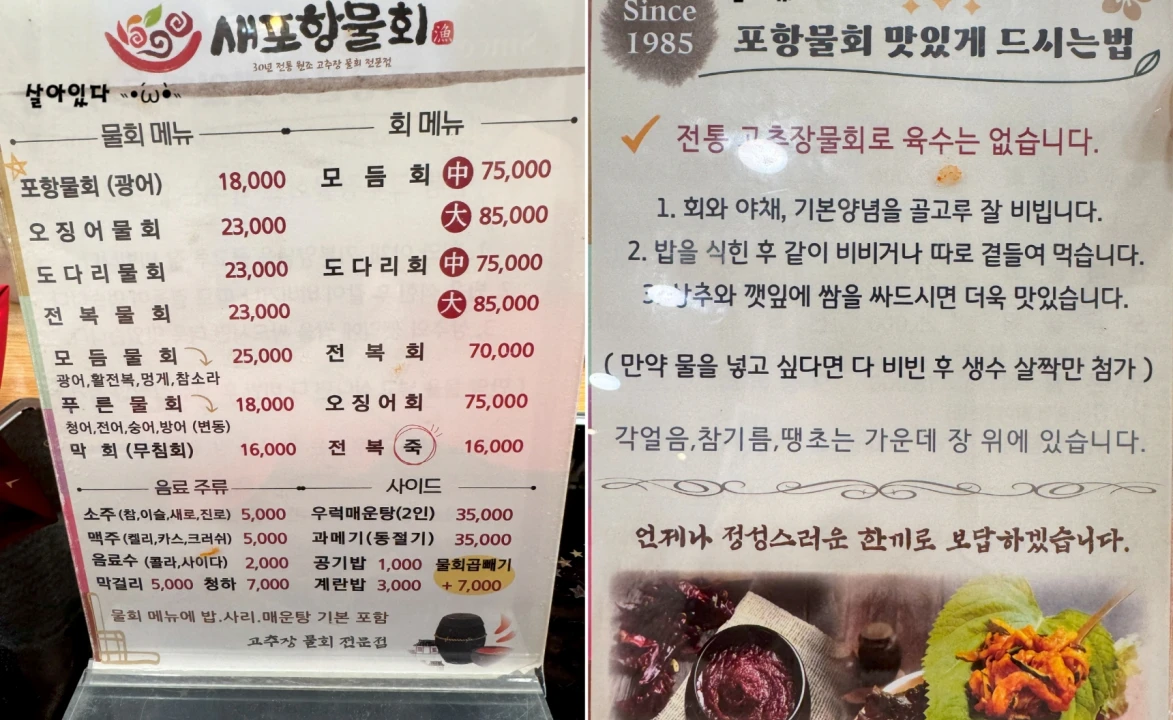 새포항물회 漁
30년 전통 원조 고추장 물회 전문점
살아있다
물회 메뉴
포항물회 (광어) 18,000
오징어물회 23,000
도다리물회 23,000
전복물회 23,000
모듬물회 25,000
광어,활전복,멍게,참소라
푸른물회 18,000
청어,전어,숭어,방어 (변동)
막 회 (무침회) 16,000
회 메뉴
모듬회 中 75,000
大 85,000
도다리회 中 75,000
大 85,000
전복회 70,000
오징어회 75,000
전복죽 16,000
음료 주류
소주 (참,이슬,새로,진로) 5,000
맥주 (켈리,카스,크러쉬) 5,000
음료수 (콜라,사이다) 2,000
막걸리 5,000 청하 7,000
사이드
우럭매운탕(2인) 35,000
과메기(동절기) 35,000
공기밥 1,000 물회곱빼기
계란밥 3,000 + 7,000
물회 메뉴에 밥.사리.매운탕 기본 포함
고추장 물회 전문점
Since
1985
포항물회 맛있게 드시는법
전통 고추장물회로 육수는 없습니다.
1. 회와 야채, 기본양념을 골고루 잘 비빕니다.
2. 밥을 식힌 후 같이 비비거나 따로 곁들여 먹습니다.
3. 상추와 깻잎에 쌈을 싸드시면 더욱 맛있습니다.
( 만약 물을 넣고 싶다면 다 비빈 후 생수 살짝만 첨가 )
각얼음,참기름,땡초는 가운데 장 위에 있습니다.
언제나 정성스러운 한끼로 보답하겠습니다.